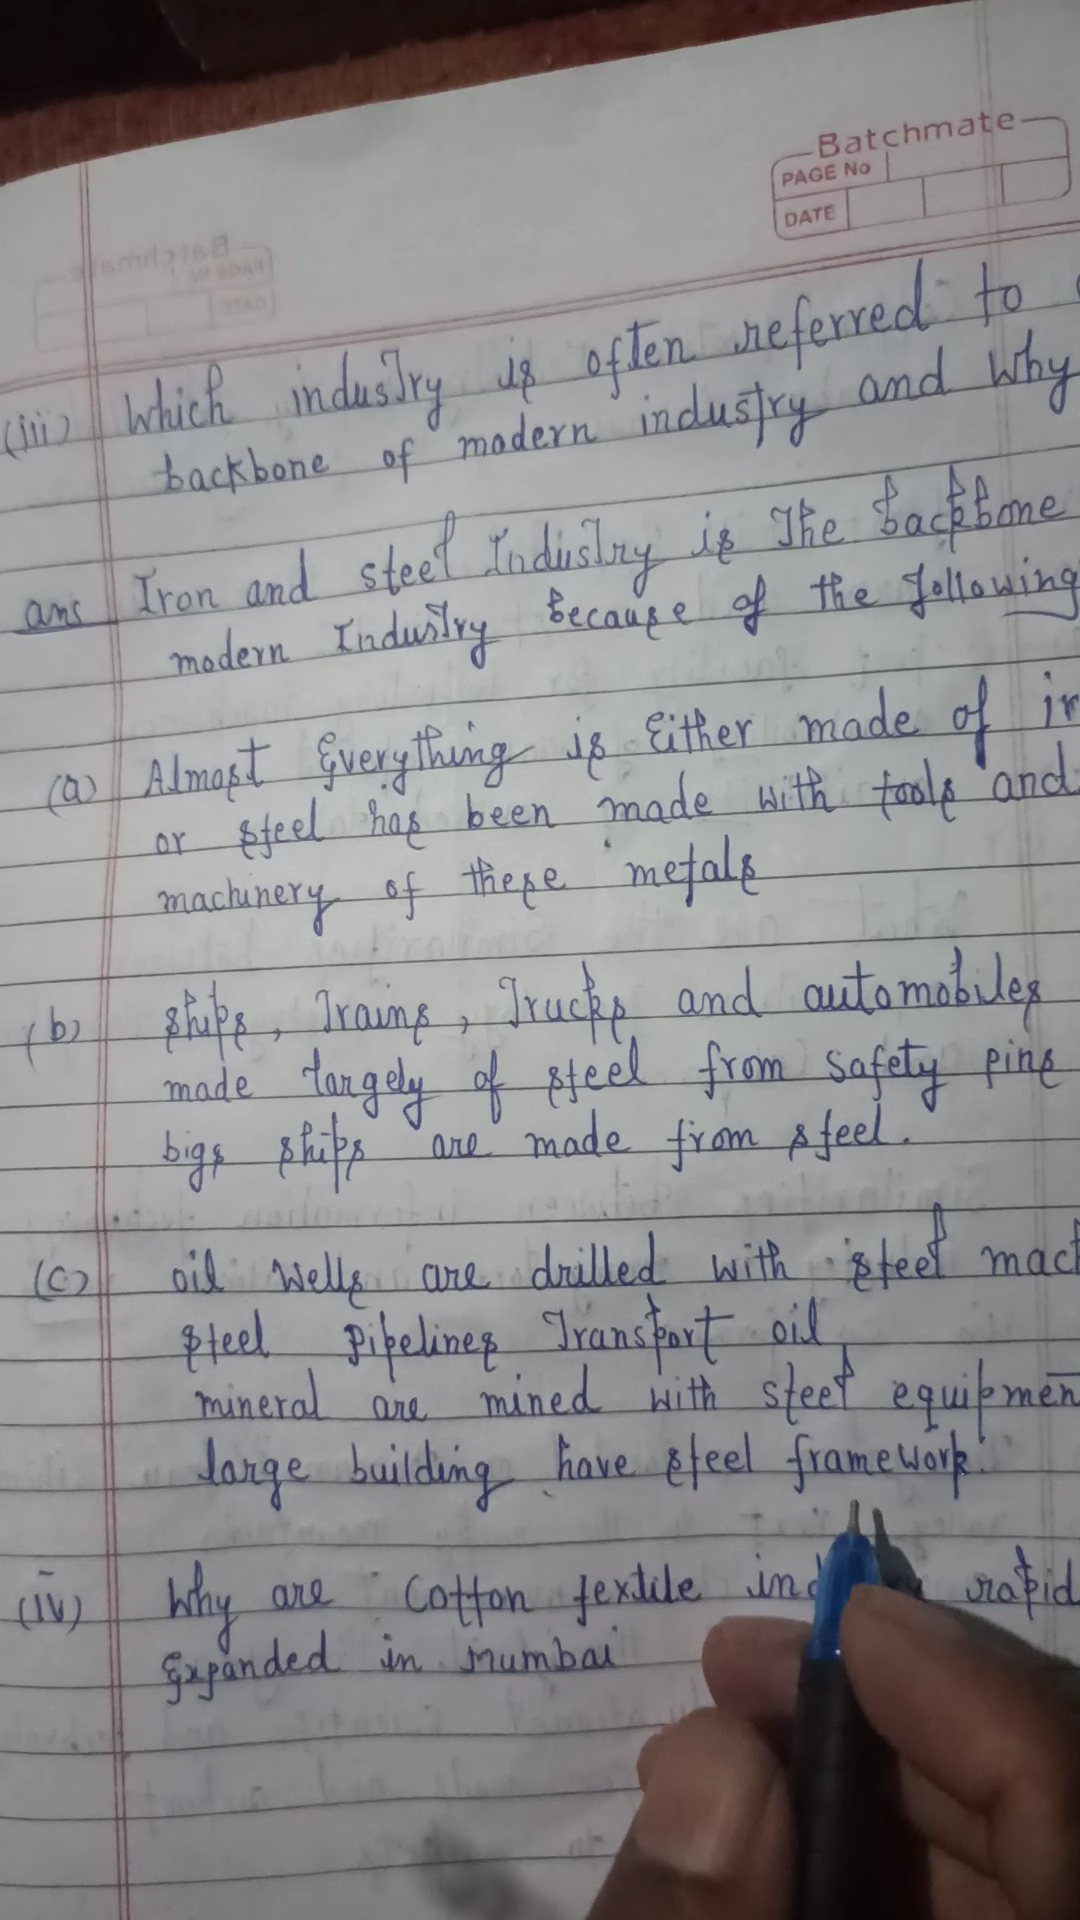 Batchmate
PAGE No
DATE
(iii) Which industry is often referred to
backbone of modern industry and Why
ans Iron and steel Industry is The backbone
modern Industry because of the following
(a) Almost Everything is Either made of ir
or steel has been made with tools and
machinery of these metals
(b) ships, Trains, Trucks and automobiles
made largely of steel from safety pins
bigs ships are made from steel.
(c) oil wells are drilled with steel mach
steel pipelines Transport oil
mineral are mined with steel equipmen
large building have steel framework.
(iv) Why are cotton textile ind rapid
Expanded in Mumbai